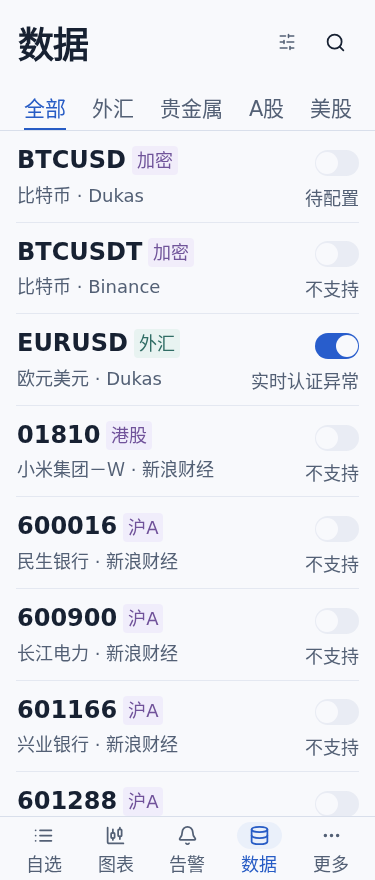 数据
全部 外汇 贵金属 A股 美股
BTCUSD 加密
比特币 · Dukas 待配置
BTCUSDT 加密
比特币 · Binance 不支持
EURUSD 外汇
欧元美元 · Dukas 实时认证异常
01810 港股
小米集团－W · 新浪财经 不支持
600016 沪A
民生银行 · 新浪财经 不支持
600900 沪A
长江电力 · 新浪财经 不支持
601166 沪A
兴业银行 · 新浪财经 不支持
601288 沪A
自选 图表 告警 数据 更多